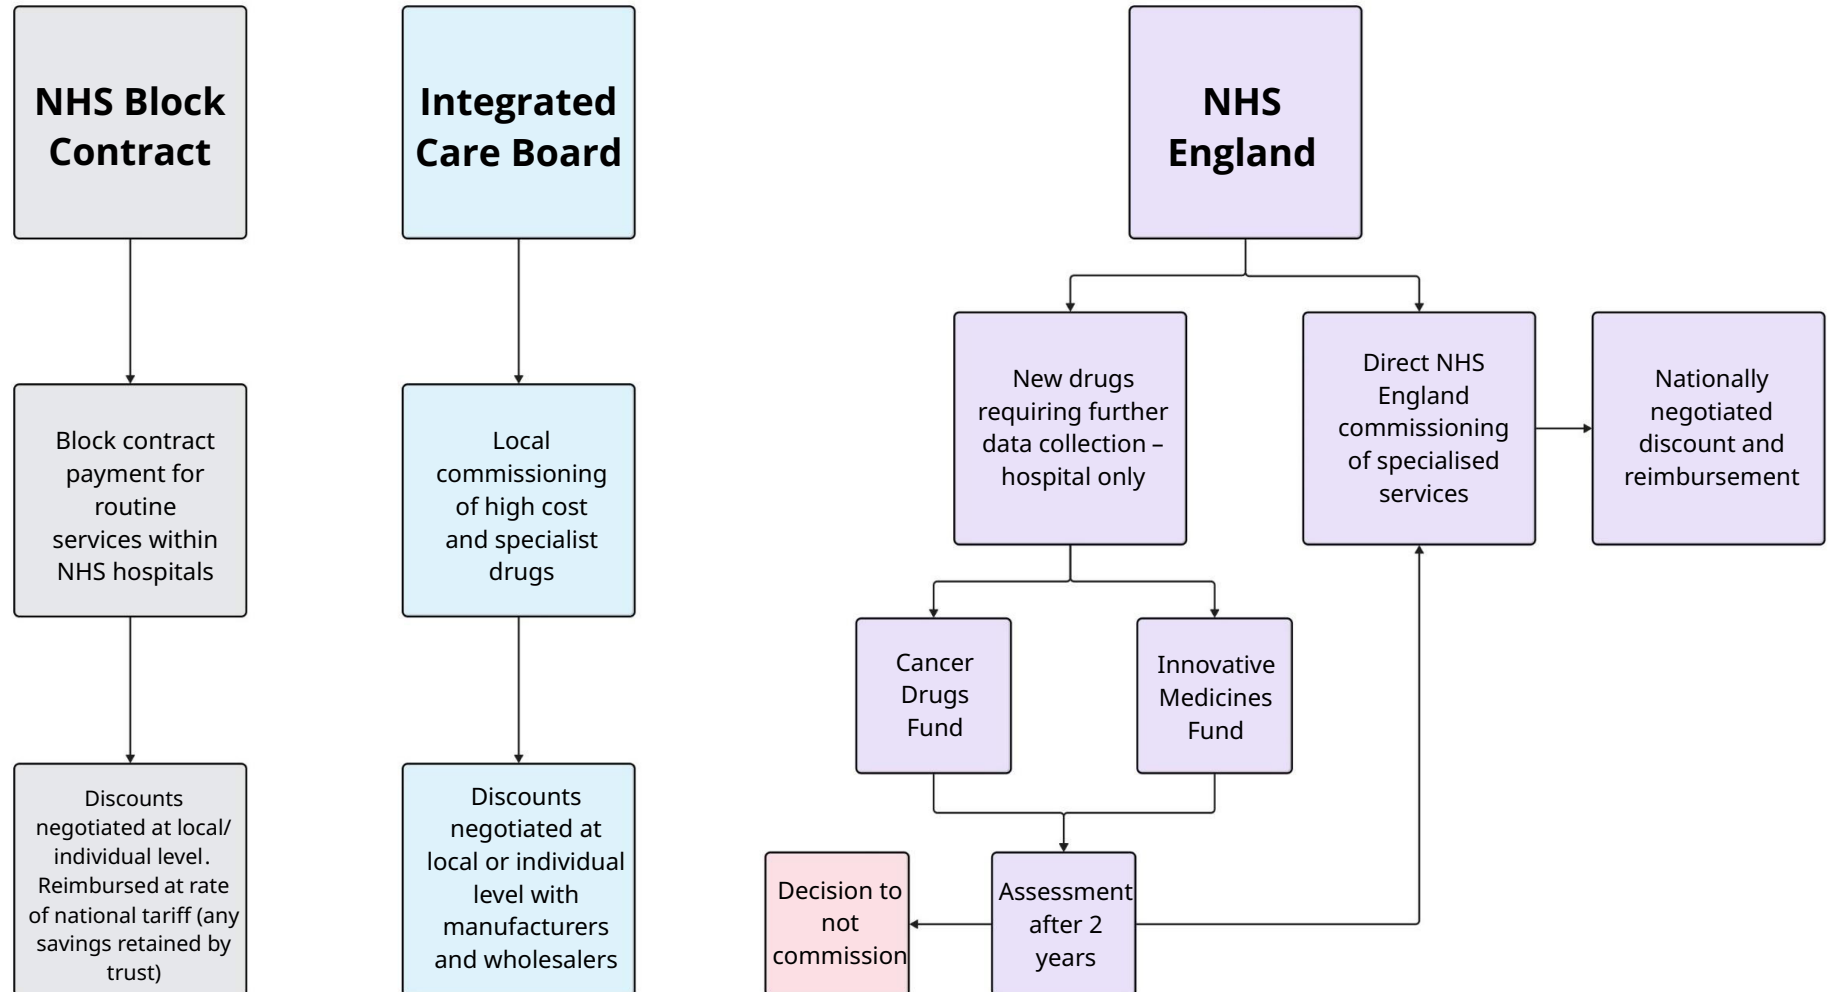 NHS Block
Contract
Integrated
Care Board
NHS
England
Block contract
payment for
routine
services within
NHS hospitals
Local
commissioning
of high cost
and specialist
drugs
New drugs
requiring further
data collection –
hospital only
Direct NHS
England
commissioning
of specialised
services
Nationally
negotiated
discount and
reimbursement
Cancer
Drugs
Fund
Innovative
Medicines
Fund
Discounts
negotiated at local/
individual level.
Reimbursed at rate
of national tariff (any
savings retained by
trust)
Discounts
negotiated at
local or individual
level with
manufacturers
and wholesalers
Decision to
not
commission
Assessment
after 2
years